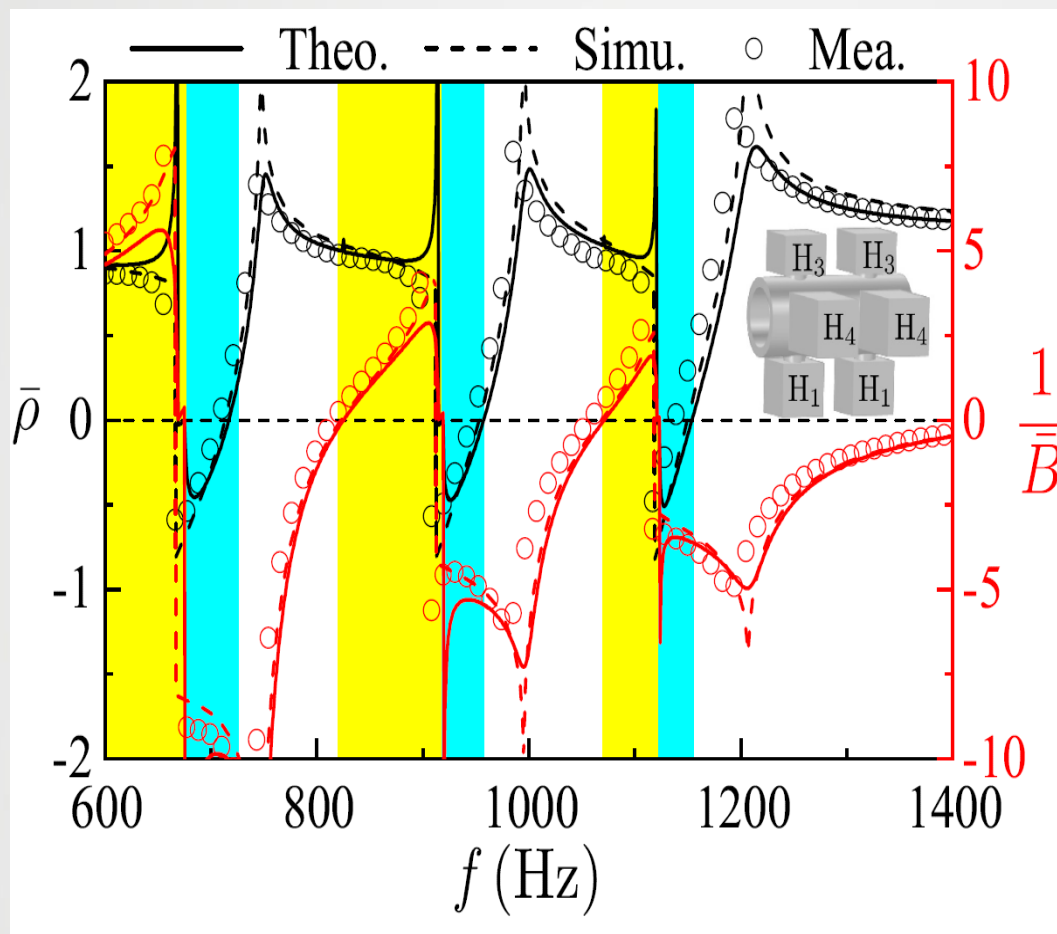 Theo. Simu. Mea.
2 10
1 5
ρ̄ 0 0 1/B̄
-1 -5
-2 -10
H₃ H₃
H₄ H₄
H₁ H₁
600 800 1000 1200 1400
f (Hz)